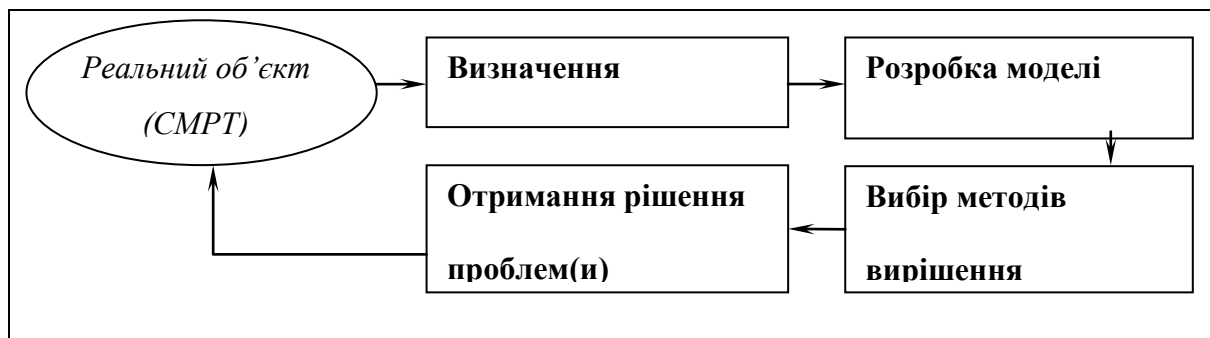 Реальний об’єкт
(СМРТ)
Визначення
Розробка моделі
Вибір методів
вирішення
Отримання рішення
проблем(и)